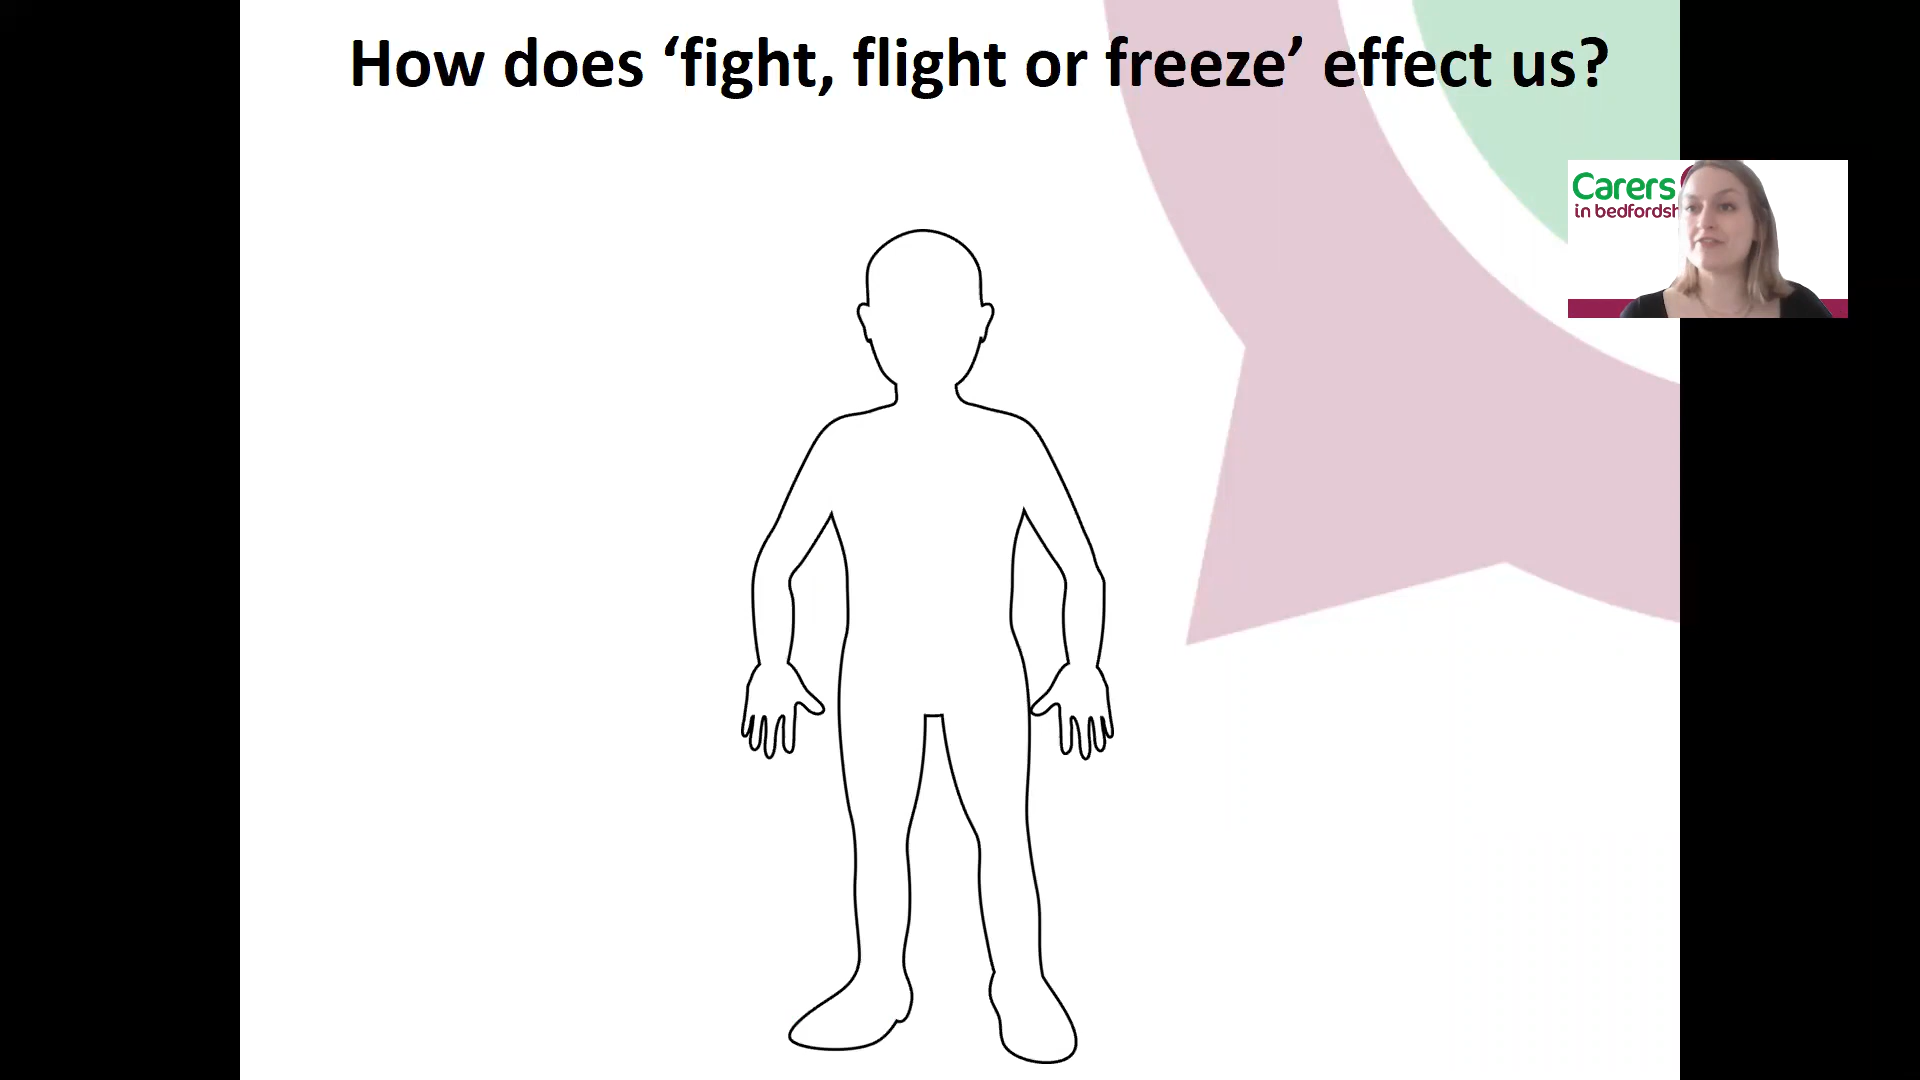 How does ‘fight, flight or freeze’ effect us?
Carers
in bedfordsh